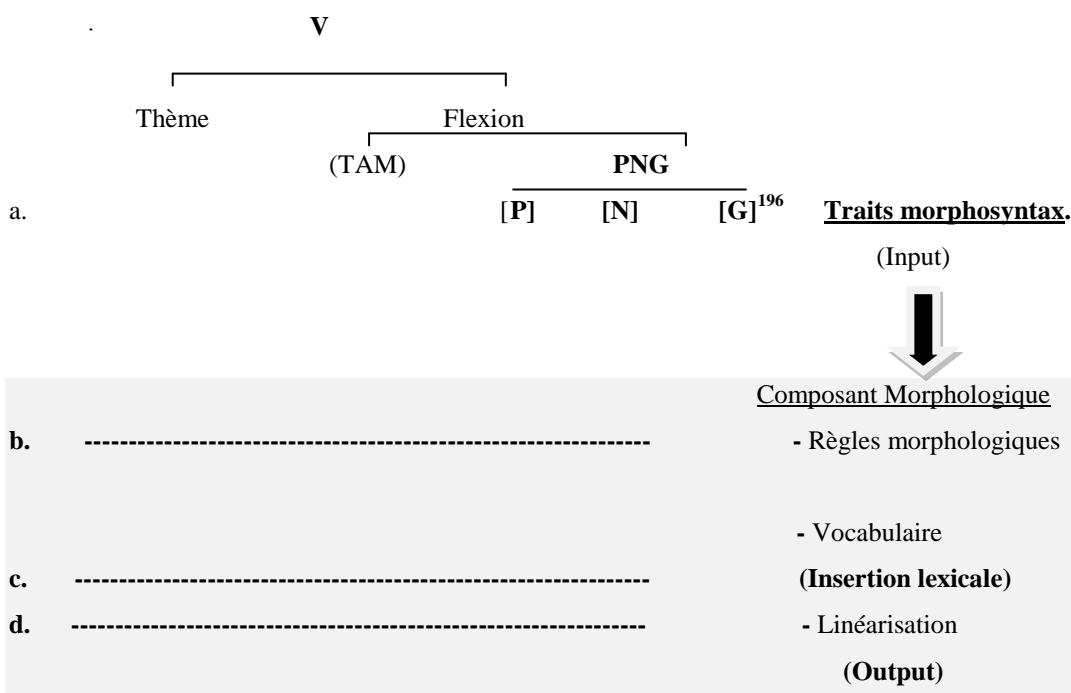 . V
Thème Flexion
(TAM) PNG
a. [P] [N] [G]196 Traits morphosyntax.
(Input)
Composant Morphologique
b. ---------------------------------------------------------------- - Règles morphologiques
- Vocabulaire
c. ----------------------------------------------------------------- (Insertion lexicale)
d. ----------------------------------------------------------------- - Linéarisation
(Output)